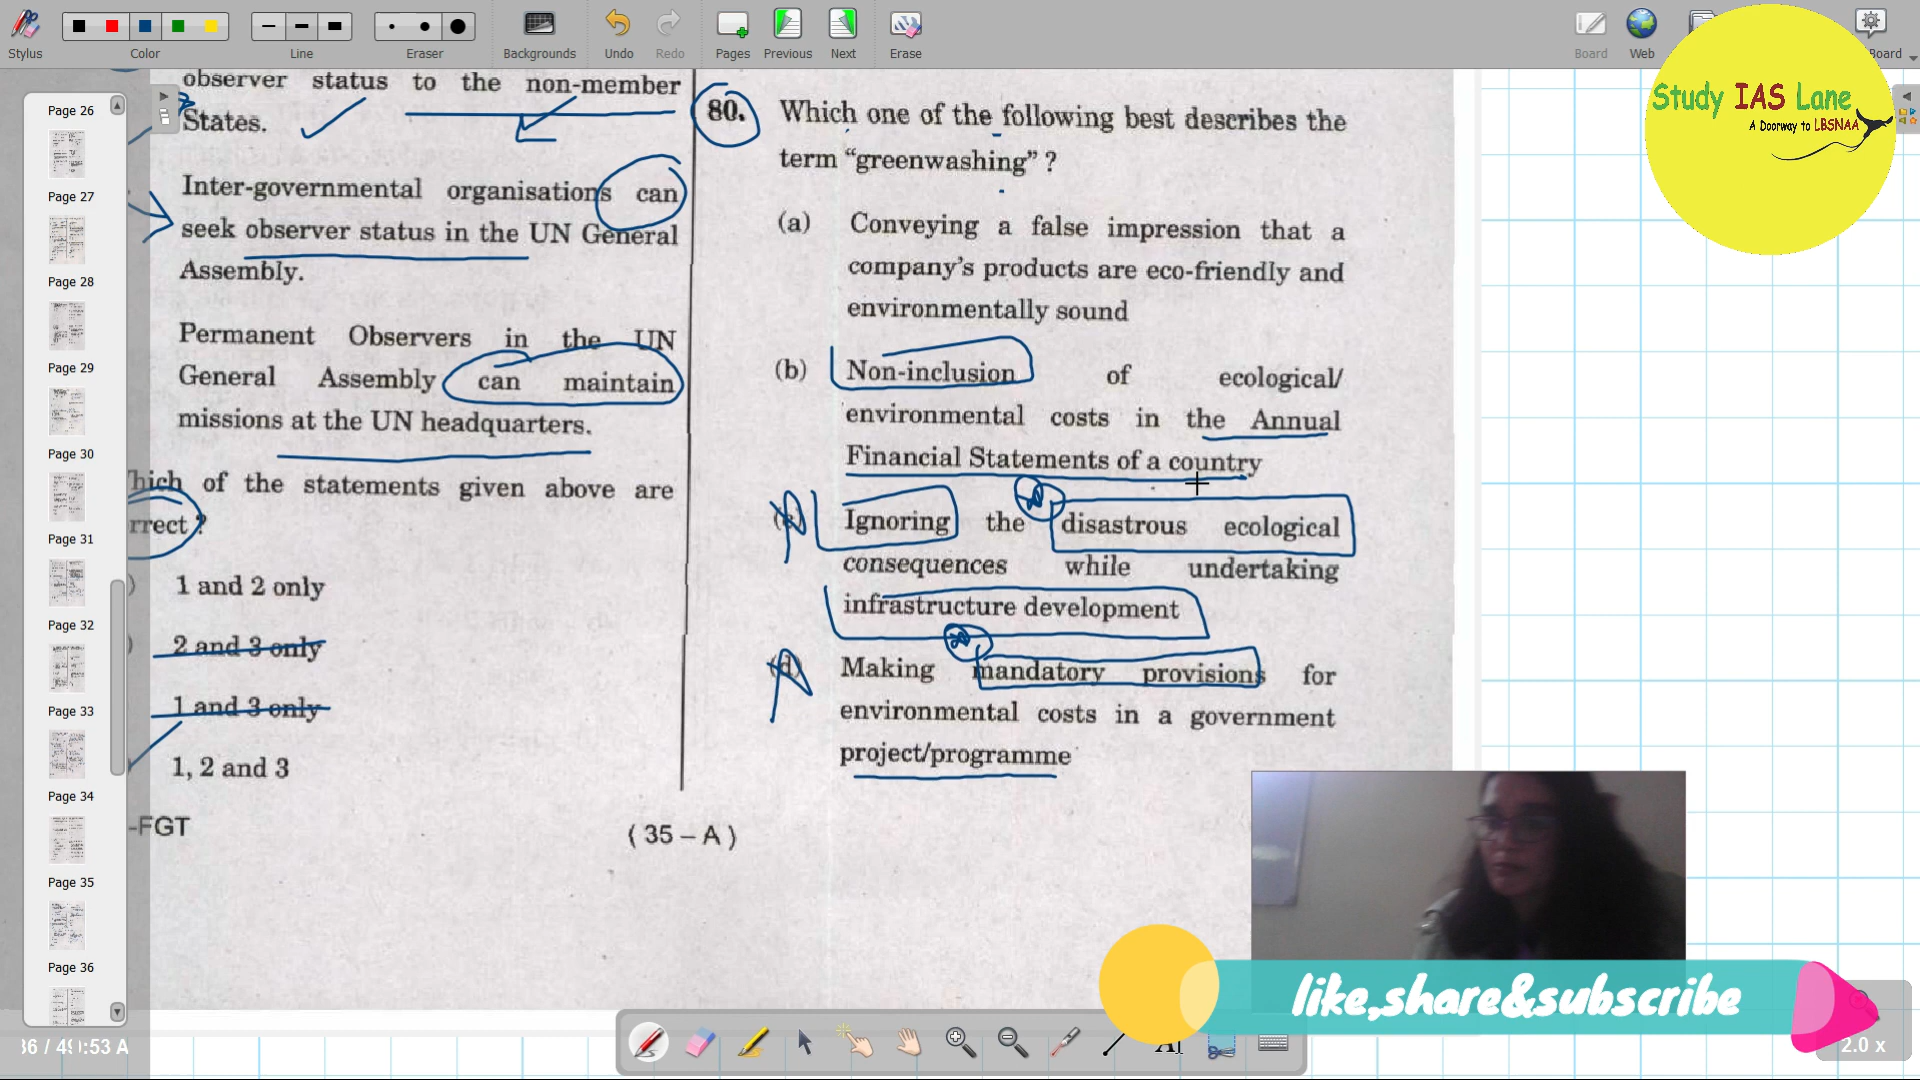 Stylus
Color
Line
Eraser
Backgrounds
Undo
Redo
Pages
Previous
Next
Erase
Board
Web
Board
Study IAS Lane
A Doorway to LBSNAA
Page 26
Page 27
Page 28
Page 29
Page 30
Page 31
Page 32
Page 33
Page 34
Page 35
Page 36
observer status to the non-member
States.
Inter-governmental organisations can
seek observer status in the UN General
Assembly.
Permanent Observers in the UN
General Assembly can maintain
missions at the UN headquarters.
hich of the statements given above are
rrect ?
) 1 and 2 only
) 2 and 3 only
1 and 3 only
1, 2 and 3
-FGT
( 35 – A )
80. Which one of the following best describes the
term “greenwashing” ?
(a) Conveying a false impression that a
company’s products are eco-friendly and
environmentally sound
(b) Non-inclusion of ecological/
environmental costs in the Annual
Financial Statements of a country
Ignoring the disastrous ecological
consequences while undertaking
infrastructure development
(d) Making mandatory provisions for
environmental costs in a government
project/programme
like,share&subscribe
2.0 x